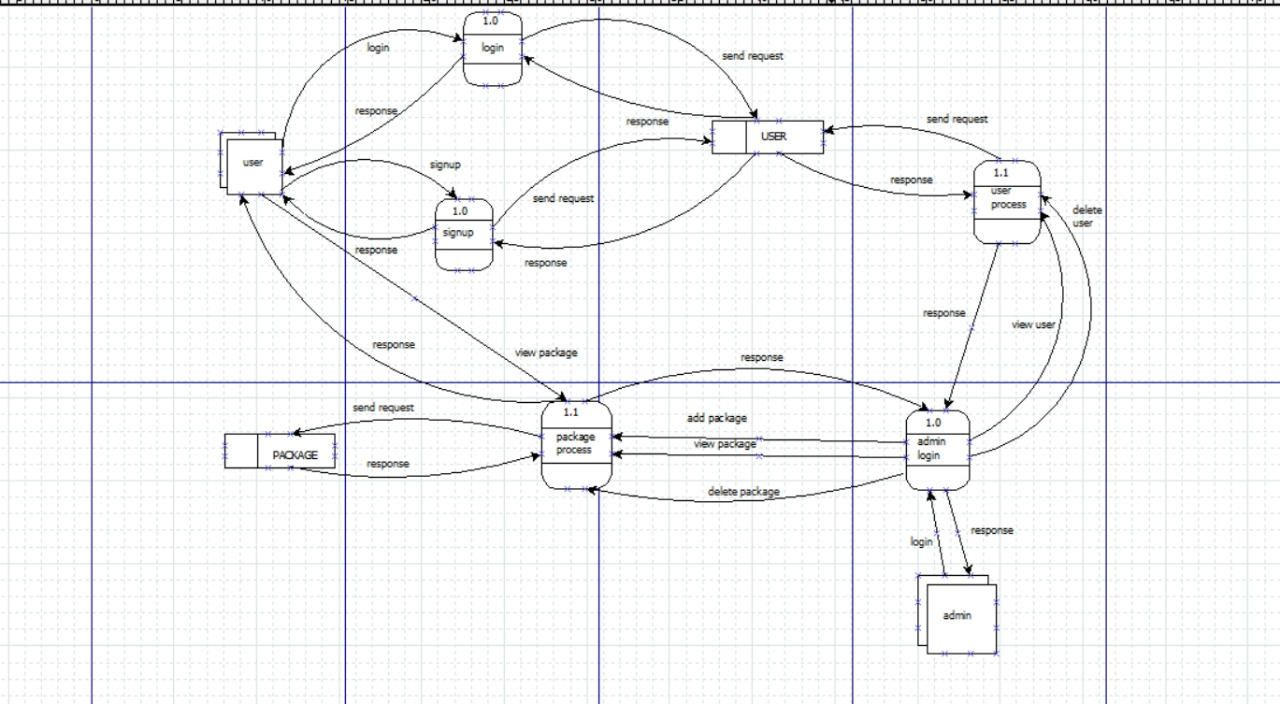 1.0
login
login
send request
response
response
USER
send request
user
signup
1.1
user
process
response
send request
1.0
signup
delete
user
response
response
response
view user
response
view package
response
send request
1.1
package
process
add package
1.0
admin
login
view package
PACKAGE
response
delete package
login
response
admin